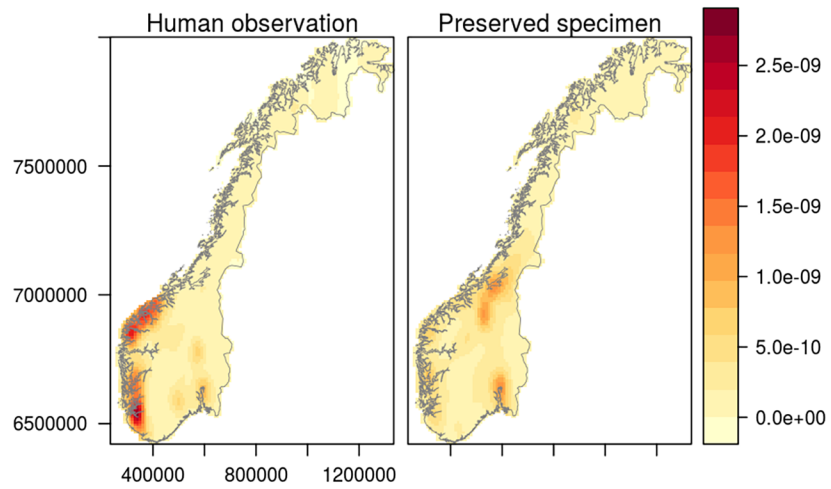 Human observation
Preserved specimen
7500000
7000000
6500000
400000
800000
1200000
2.5e-09
2.0e-09
1.5e-09
1.0e-09
5.0e-10
0.0e+00